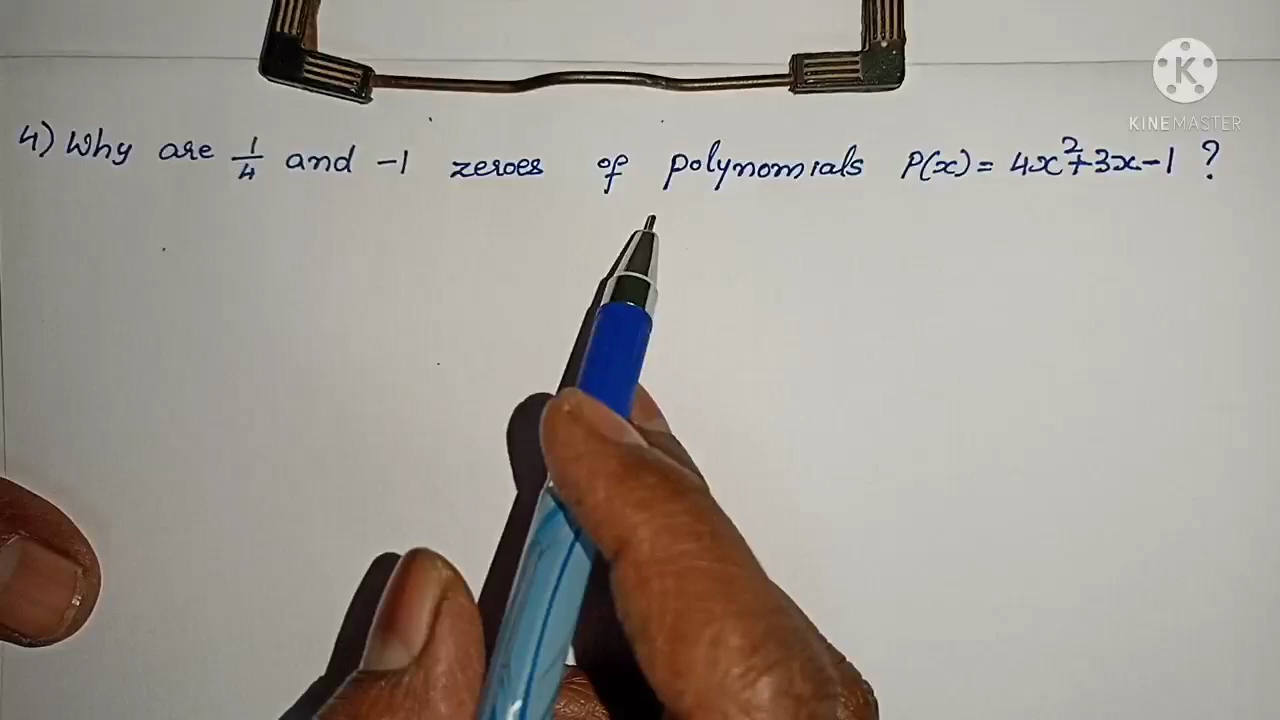 K
KINEMASTER
4) Why are 1/4 and -1 zeroes of polynomials P(x) = 4x²+3x-1 ?